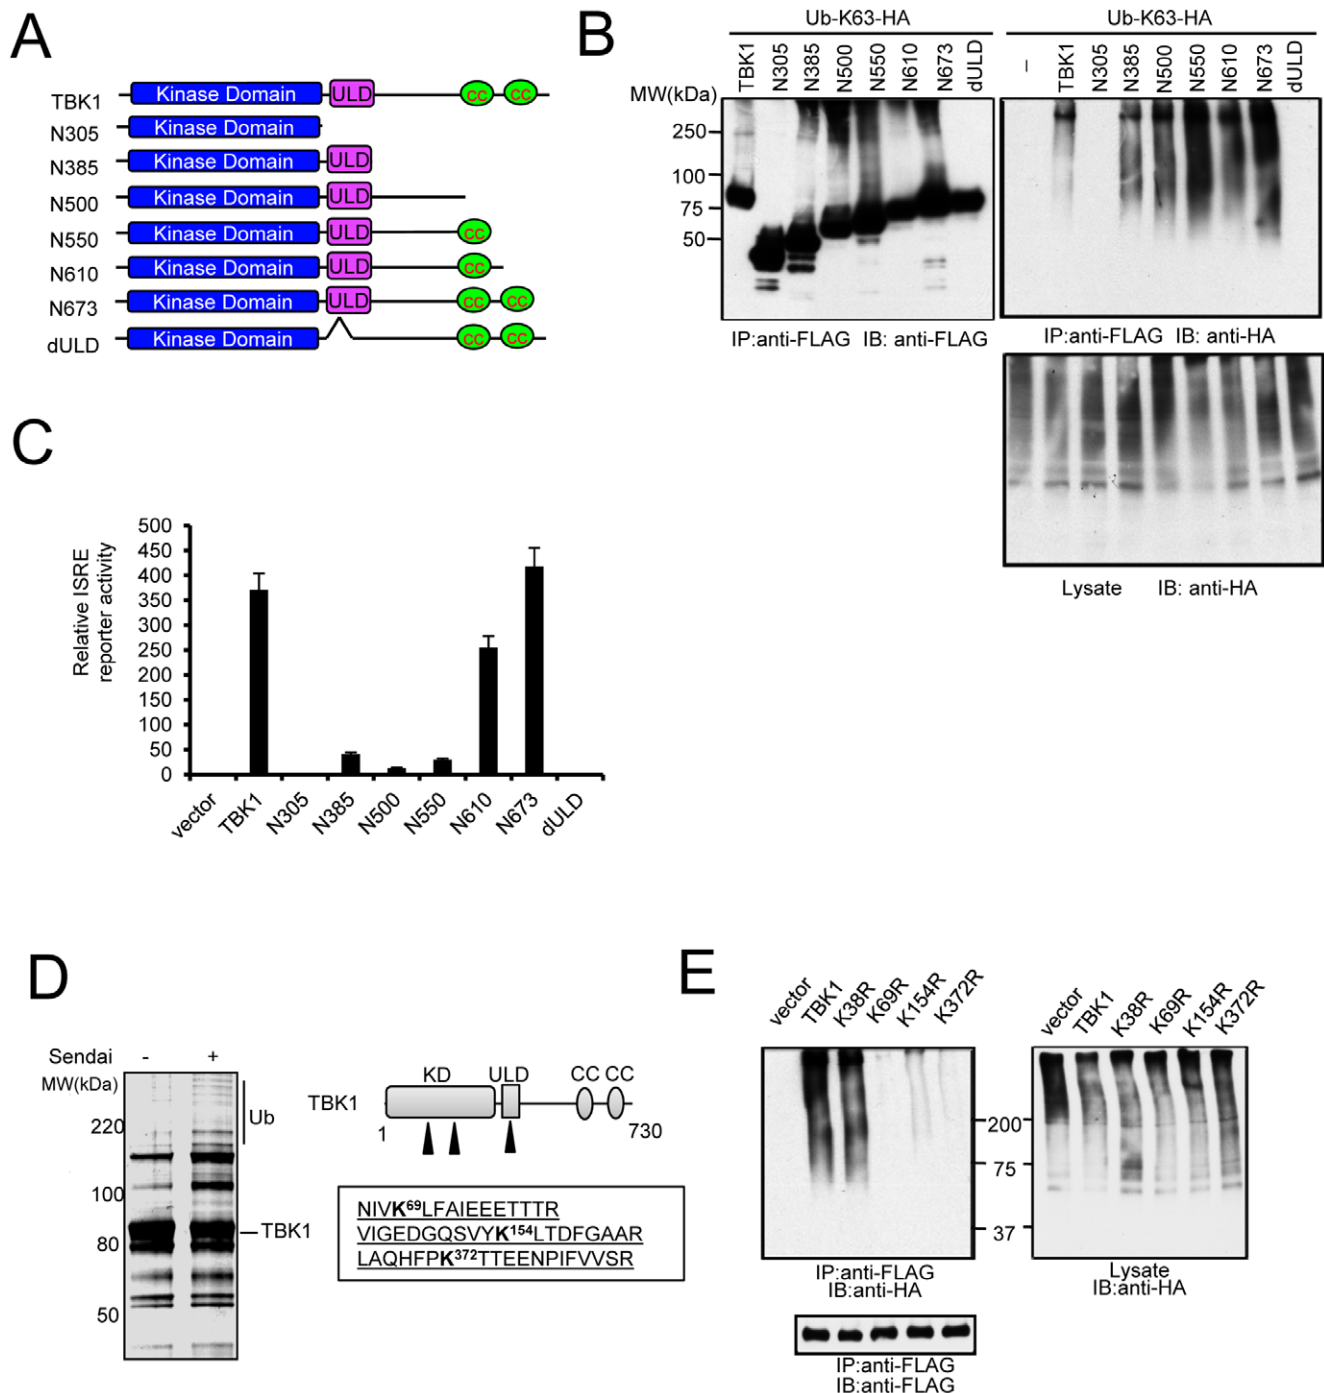 A
TBK1 Kinase Domain ULD CC CC
N305 Kinase Domain
N385 Kinase Domain ULD
N500 Kinase Domain ULD
N550 Kinase Domain ULD CC
N610 Kinase Domain ULD CC
N673 Kinase Domain ULD CC CC
dULD Kinase Domain CC CC
B
Ub-K63-HA
TBK1 N305 N385 N500 N550 N610 N673 dULD
MW(kDa)
250
100
75
50
IP:anti-FLAG IB: anti-FLAG
Ub-K63-HA
– TBK1 N305 N385 N500 N550 N610 N673 dULD
IP:anti-FLAG IB: anti-HA
Lysate IB: anti-HA
C
Relative ISRE
reporter activity
500
450
400
350
300
250
200
150
100
50
0
vector TBK1 N305 N385 N500 N550 N610 N673 dULD
D
Sendai - +
MW(kDa)
220
100
80
50
Ub
TBK1
KD ULD CC CC
TBK1
1 730
NIVK69LFAIEEETTTR
VIGEDGQSVYK154LTDFGAAR
LAQHFPK372TTEENPIFVVSR
E
vector TBK1 K38R K69R K154R K372R
200
75
37
IP:anti-FLAG
IB:anti-HA
IP:anti-FLAG
IB:anti-FLAG
vector TBK1 K38R K69R K154R K372R
Lysate
IB:anti-HA